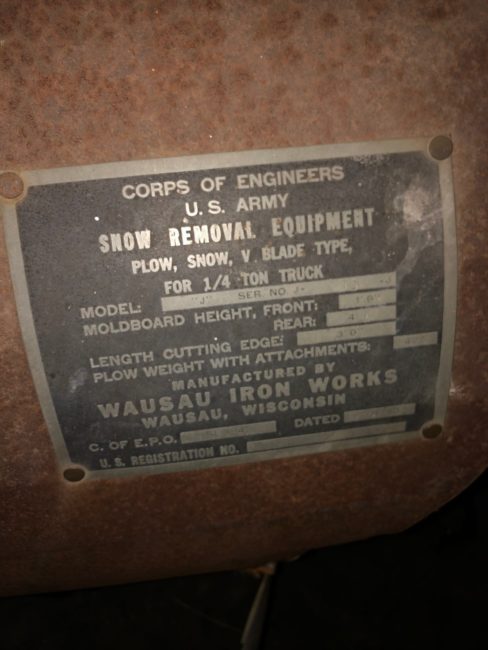 CORPS OF ENGINEERS
U. S. ARMY
SNOW REMOVAL EQUIPMENT
PLOW, SNOW, V BLADE TYPE,
FOR 1/4 TON TRUCK
MODEL: "J" SER NO. J-
MOLDBOARD HEIGHT, FRONT:
REAR:
LENGTH CUTTING EDGE:
PLOW WEIGHT WITH ATTACHMENTS:
MANUFACTURED BY
WAUSAU IRON WORKS
WAUSAU, WISCONSIN
C. OF E.P.O. DATED
U.S. REGISTRATION NO.